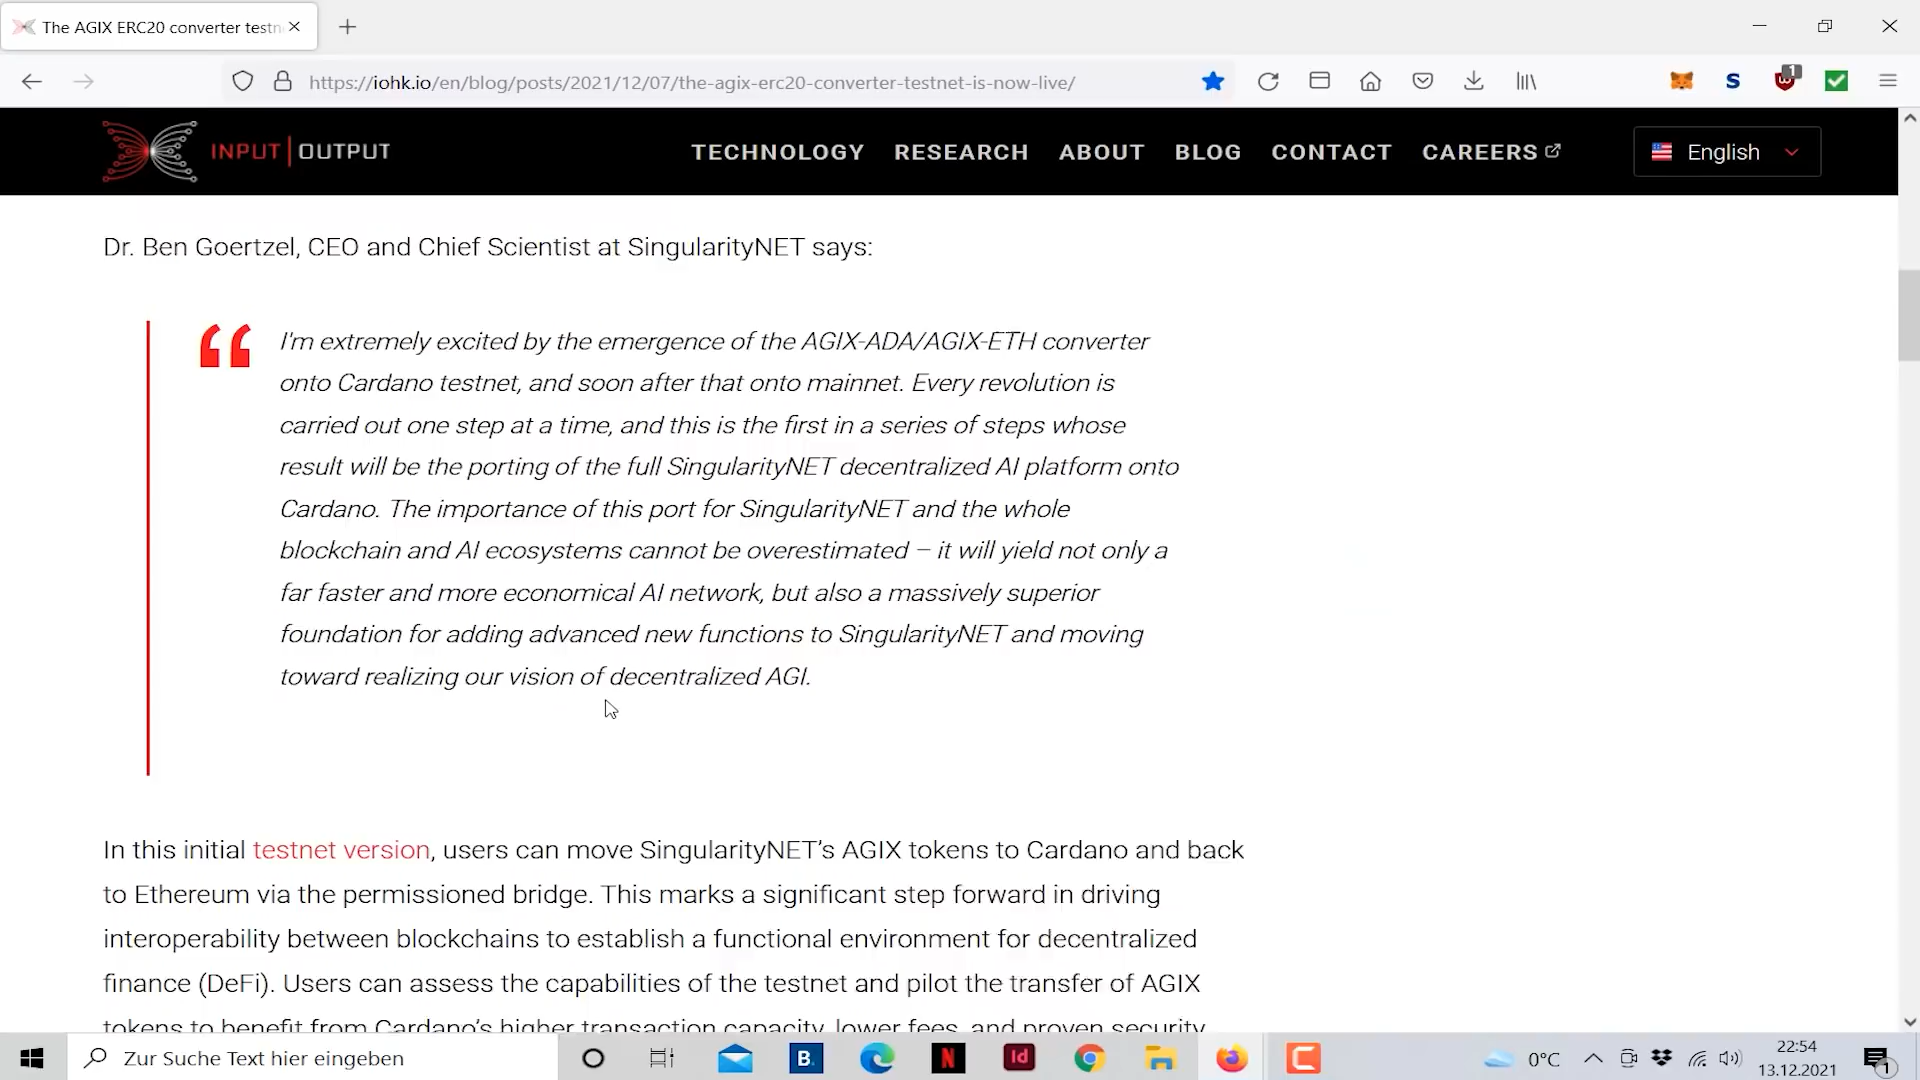 The AGIX ERC20 converter testn
https://iohk.io/en/blog/posts/2021/12/07/the-agix-erc20-converter-testnet-is-now-live/
S
1
INPUT | OUTPUT
TECHNOLOGY RESEARCH ABOUT BLOG CONTACT CAREERS
English
Dr. Ben Goertzel, CEO and Chief Scientist at SingularityNET says:
“
I'm extremely excited by the emergence of the AGIX-ADA/AGIX-ETH converter
onto Cardano testnet, and soon after that onto mainnet. Every revolution is
carried out one step at a time, and this is the first in a series of steps whose
result will be the porting of the full SingularityNET decentralized AI platform onto
Cardano. The importance of this port for SingularityNET and the whole
blockchain and AI ecosystems cannot be overestimated – it will yield not only a
far faster and more economical AI network, but also a massively superior
foundation for adding advanced new functions to SingularityNET and moving
toward realizing our vision of decentralized AGI.
In this initial testnet version, users can move SingularityNET’s AGIX tokens to Cardano and back
to Ethereum via the permissioned bridge. This marks a significant step forward in driving
interoperability between blockchains to establish a functional environment for decentralized
finance (DeFi). Users can assess the capabilities of the testnet and pilot the transfer of AGIX
tokens to benefit from Cardano’s higher transaction capacity, lower fees, and proven security
Zur Suche Text hier eingeben
B.
N
Id
C
0°C
22:54
13.12.2021
1